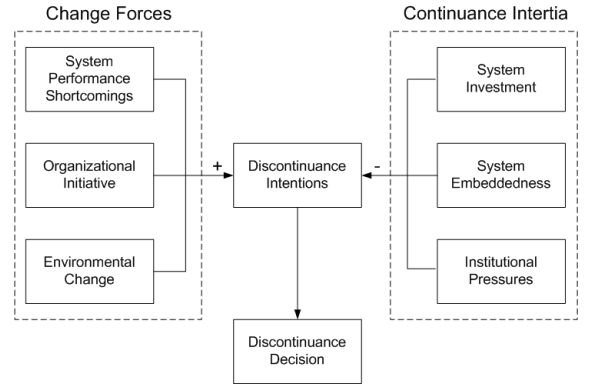 Change Forces
Continuance Intertia
System
Performance
Shortcomings
System
Investment
Organizational
Initiative
+
Discontinuance
Intentions
-
System
Embeddedness
Environmental
Change
Institutional
Pressures
Discontinuance
Decision